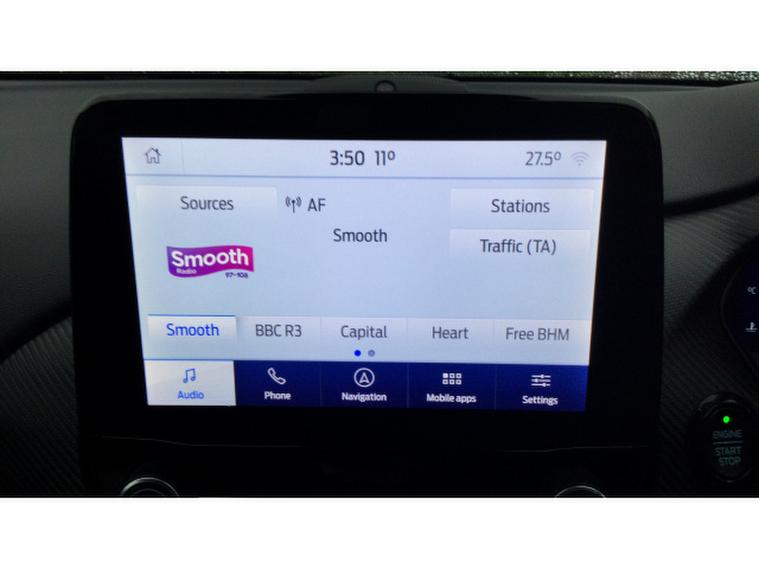 3:50 11º 27.5º
Sources AF Stations
Smooth
Traffic (TA)
Smooth
Radio
97-108
Smooth BBC R3 Capital Heart Free BHM
Audio Phone Navigation Mobile apps Settings
ºC
ENGINE
START
STOP